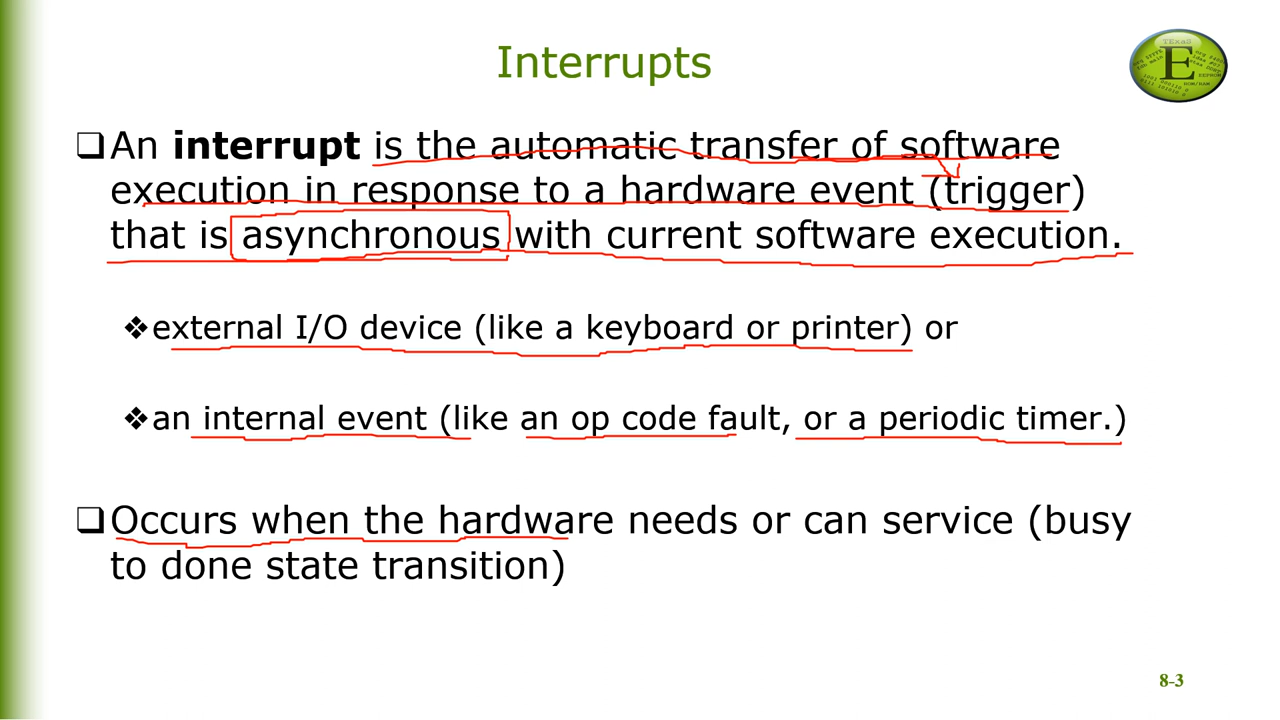 Interrupts
TExaS
E
❑An interrupt is the automatic transfer of software
execution in response to a hardware event (trigger)
that is asynchronous with current software execution.
❖external I/O device (like a keyboard or printer) or
❖an internal event (like an op code fault, or a periodic timer.)
❑Occurs when the hardware needs or can service (busy
to done state transition)
8-3